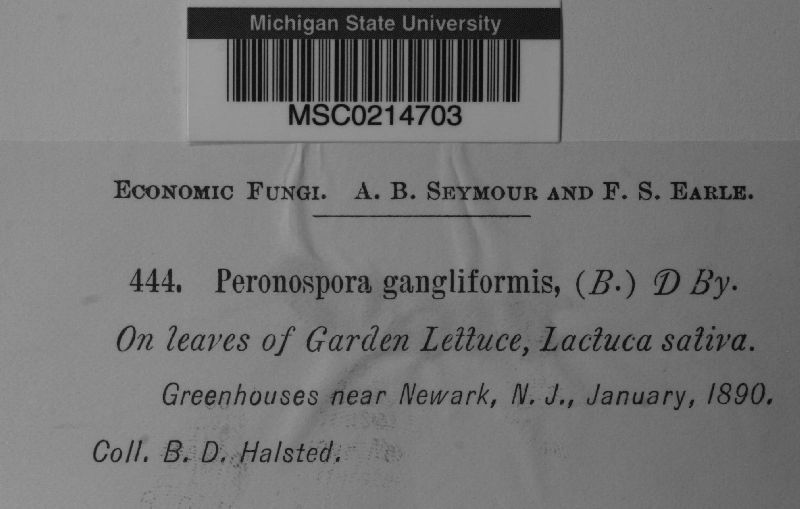 Michigan State University
MSC0214703
Economic Fungi. A. B. Seymour and F. S. Earle.
444. Peronospora gangliformis, (B.) D By.
On leaves of Garden Lettuce, Lactuca sativa.
Greenhouses near Newark, N. J., January, 1890.
Coll. B. D. Halsted.